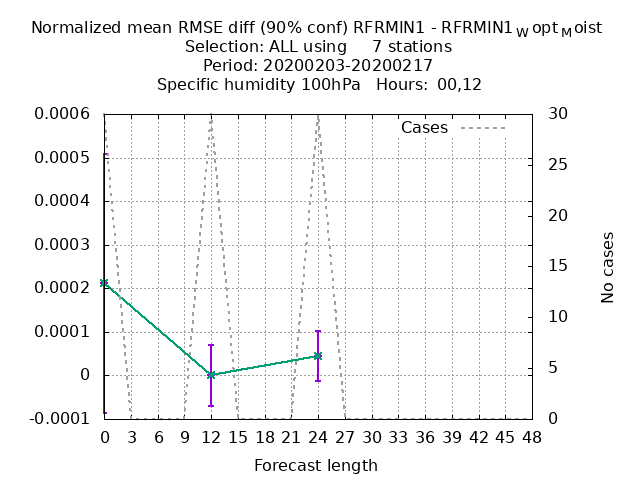 Normalized mean RMSE diff (90% conf) RFRMIN1 - RFRMIN1WoptMoist
Selection: ALL using 7 stations
Period: 20200203-20200217
Specific humidity 100hPa Hours: 00,12
Cases
0.0006
0.0005
0.0004
0.0003
0.0002
0.0001
0
-0.0001
30
25
20
15
10
5
0
No cases
0 3 6 9 12 15 18 21 24 27 30 33 36 39 42 45 48
Forecast length